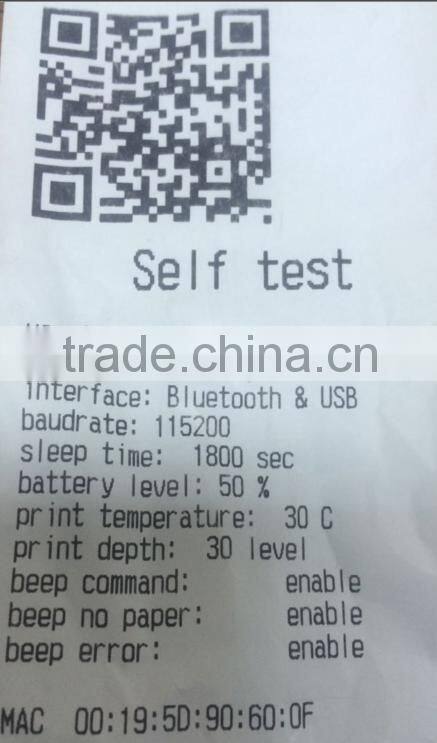 Self test
trade.china.cn
interface: Bluetooth & USB
baudrate: 115200
sleep time: 1800 sec
battery level: 50 %
print temperature: 30 C
print depth: 30 level
beep command: enable
beep no paper: enable
beep error: enable
MAC 00:19:5D:90:60:0F